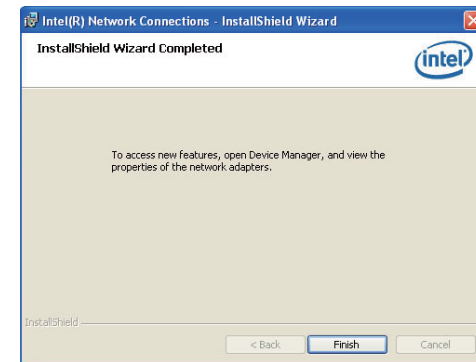 Intel(R) Network Connections - InstallShield Wizard
InstallShield Wizard Completed
intel
To access new features, open Device Manager, and view the
properties of the network adapters.
InstallShield
< Back
Finish
Cancel